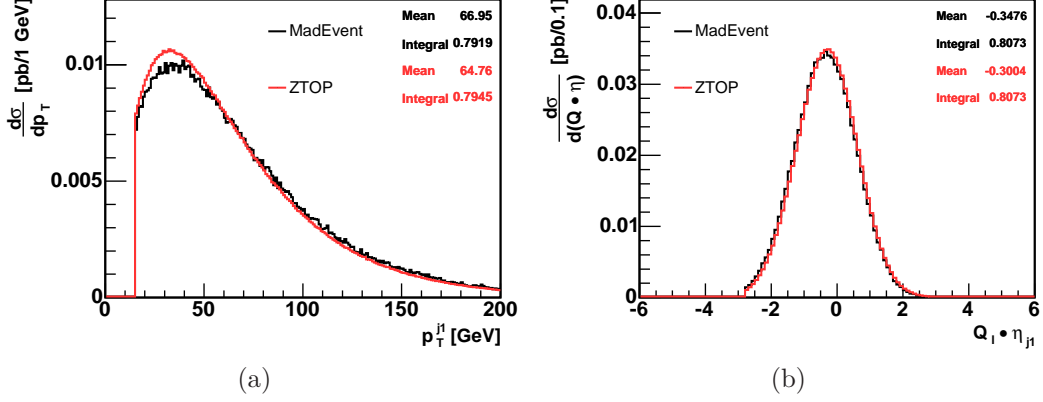 dσ
dp_T
[pb/1 GeV]
0.01
0.005
0
MadEvent
ZTOP
Mean 66.95
Integral 0.7919
Mean 64.76
Integral 0.7945
0 50 100 150 200
p_T^{j1} [GeV]
(a)
dσ
d(Q • η)
[pb/0.1]
0.04
0.03
0.02
0.01
0
MadEvent
ZTOP
Mean -0.3476
Integral 0.8073
Mean -0.3004
Integral 0.8073
-6 -4 -2 0 2 4 6
Q_l • η_{j1}
(b)